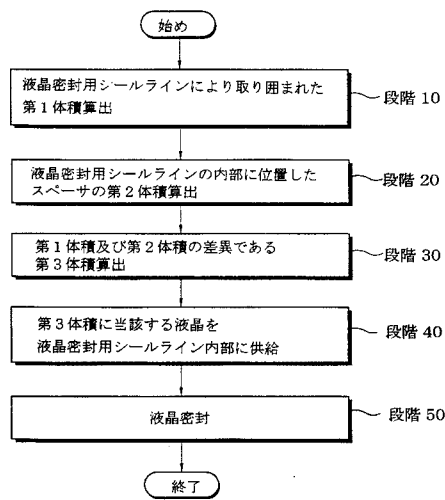 始め
液晶密封用シールラインにより取り囲まれた
第1体積算出
段階 10
液晶密封用シールラインの内部に位置した
スペーサの第2体積算出
段階 20
第1体積及び第2体積の差異である
第3体積算出
段階 30
第3体積に当該する液晶を
液晶密封用シールライン内部に供給
段階 40
液晶密封
段階 50
終了